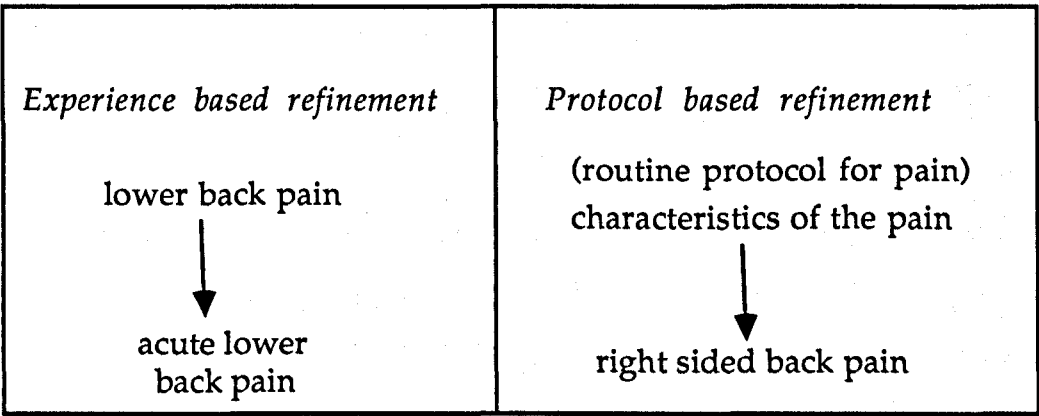 Experience based refinement
lower back pain
acute lower
back pain
Protocol based refinement
(routine protocol for pain)
characteristics of the pain
right sided back pain